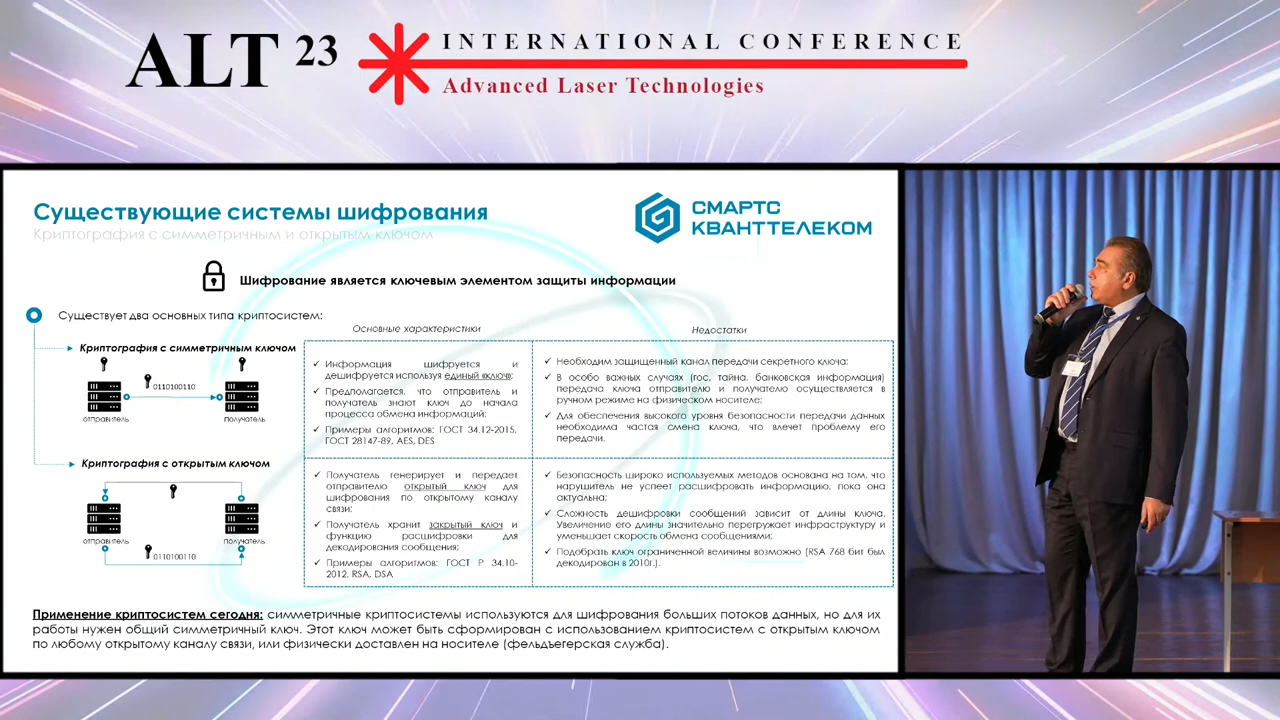 ALT 23
INTERNATIONAL CONFERENCE
Advanced Laser Technologies
Существующие системы шифрования
Криптография с симметричным и открытым ключом
СМАРТС
КВАНТТЕЛЕКОМ
Шифрование является ключевым элементом защиты информации
Существует два основных типа криптосистем:
Основные характеристики
Недостатки
Криптография с симметричным ключом
0110100110
отправитель
получатель
✓ Информация шифруется и
дешифруется используя единый «ключ»;
✓ Предполагается, что отправитель и
получатель знают ключ до начала
процесса обмена информаций;
✓ Примеры алгоритмов: ГОСТ 34.12-2015,
ГОСТ 28147-89, AES, DES
✓ Необходим защищенный канал передачи секретного ключа;
✓ В особо важных случаях (гос. тайна, банковская информация)
передача ключа отправителю и получателю осуществляется в
ручном режиме на физическом носителе;
✓ Для обеспечения высокого уровня безопасности передачи данных
необходима частая смена ключа, что влечет проблему его
передачи.
Криптография с открытым ключом
отправитель
получатель
0110100110
✓ Получатель генерирует и передает
отправителю открытый ключ для
шифрования по открытому каналу
связи;
✓ Получатель хранит закрытый ключ и
функцию расшифровки для
декодирования сообщения;
✓ Примеры алгоритмов: ГОСТ Р 34.10-
2012, RSA, DSA
✓ Безопасность широко используемых методов основана на том, что
нарушитель не успеет расшифровать информацию, пока она
актуальна;
✓ Сложность дешифровки сообщений зависит от длины ключа.
Увеличение его длины значительно перегружает инфраструктуру и
уменьшает скорость обмена сообщениями;
✓ Подобрать ключ ограниченной величины возможно (RSA 768 бит был
декодирован в 2010г.).
Применение криптосистем сегодня: симметричные криптосистемы используются для шифрования больших потоков данных, но для их
работы нужен общий симметричный ключ. Этот ключ может быть сформирован с использованием криптосистем с открытым ключом
по любому открытому каналу связи, или физически доставлен на носителе (фельдъегерская служба).